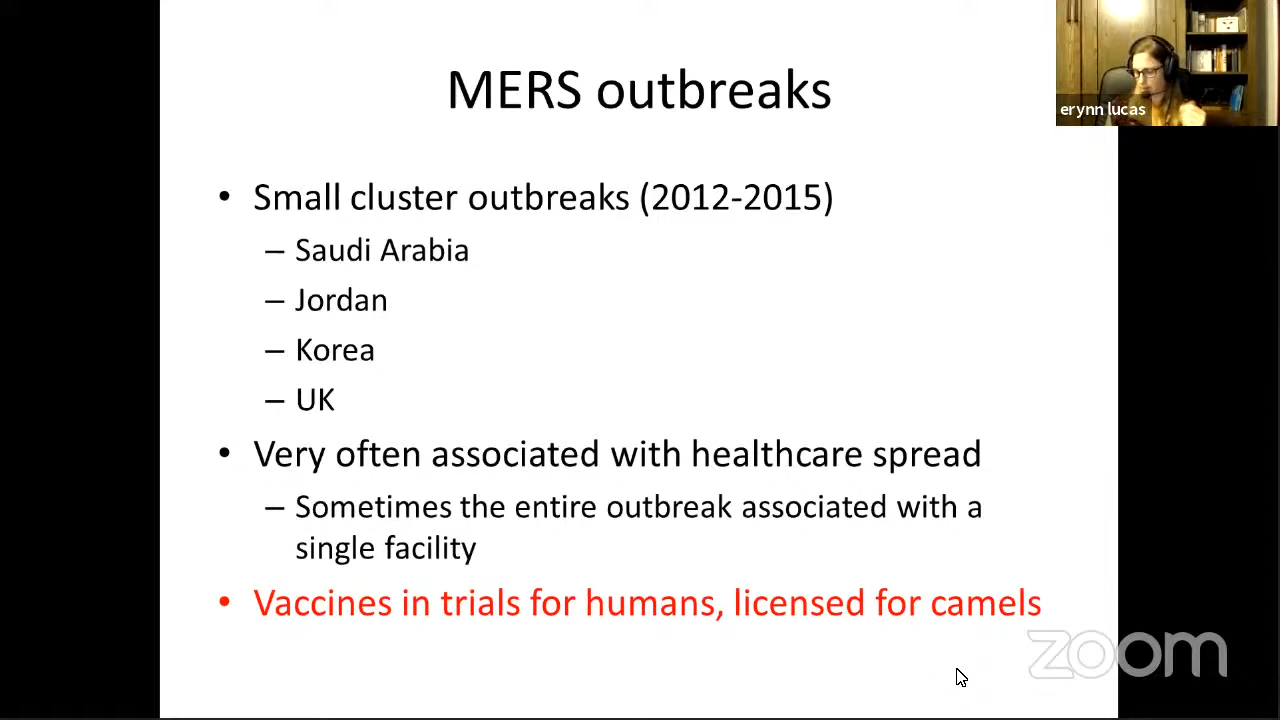 MERS outbreaks
erynn lucas
• Small cluster outbreaks (2012-2015)
– Saudi Arabia
– Jordan
– Korea
– UK
• Very often associated with healthcare spread
– Sometimes the entire outbreak associated with a
single facility
• Vaccines in trials for humans, licensed for camels
zoom